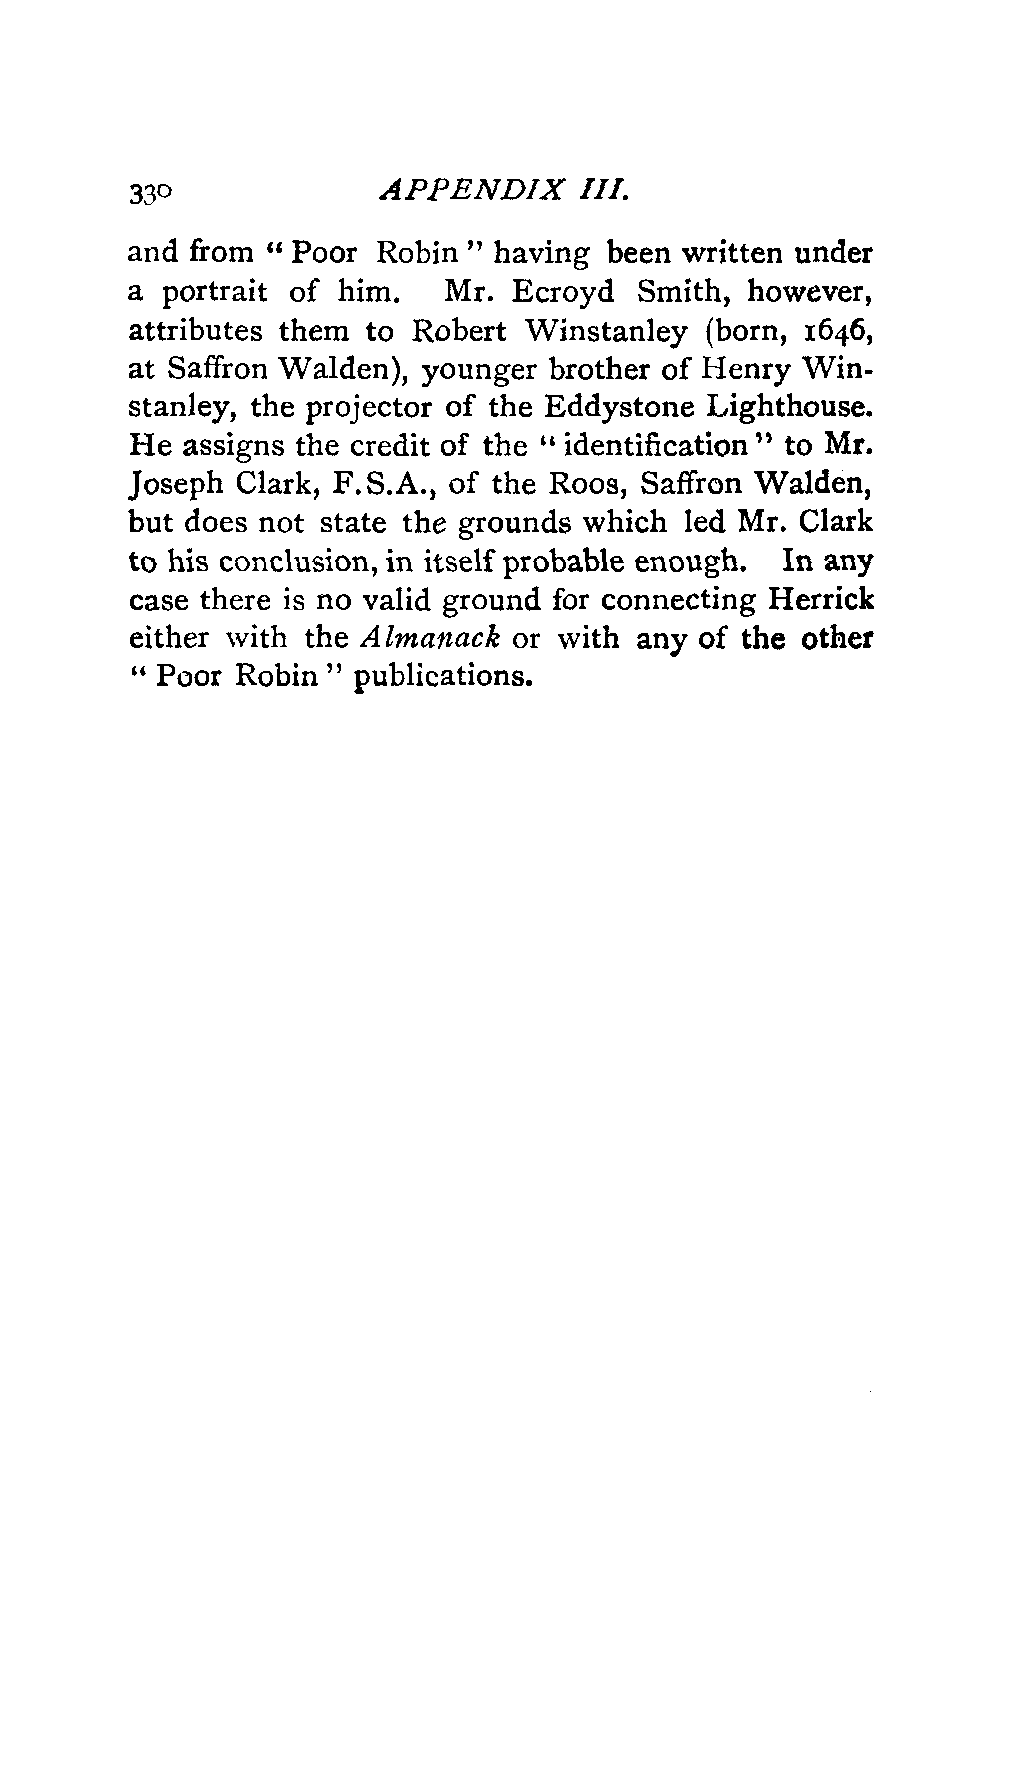 330 APPENDIX III.
and from " Poor Robin " having been written under
a portrait of him. Mr. Ecroyd Smith, however,
attributes them to Robert Winstanley (born, 1646,
at Saffron Walden), younger brother of Henry Win-
stanley, the projector of the Eddystone Lighthouse.
He assigns the credit of the " identification " to Mr.
Joseph Clark, F.S.A., of the Roos, Saffron Walden,
but does not state the grounds which led Mr. Clark
to his conclusion, in itself probable enough. In any
case there is no valid ground for connecting Herrick
either with the Almanack or with any of the other
" Poor Robin " publications.